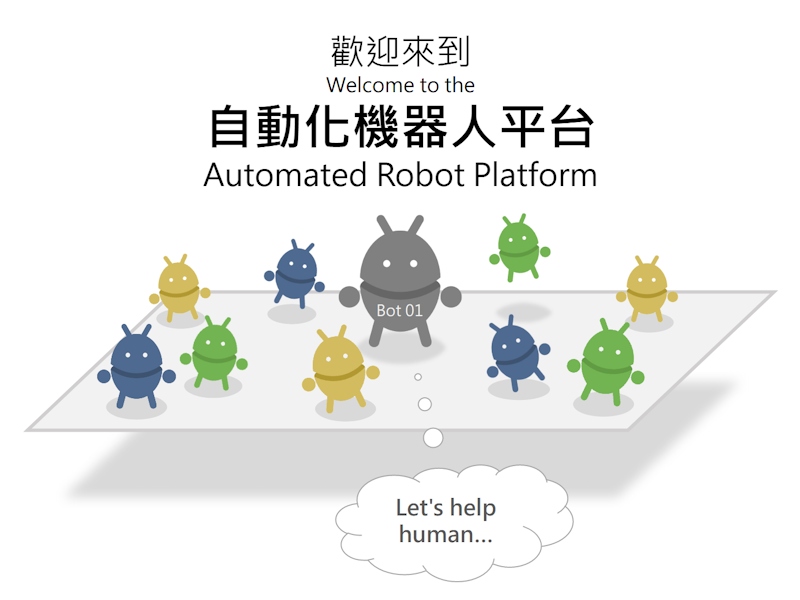 歡迎來到
Welcome to the
自動化機器人平台
Automated Robot Platform
Bot 01
Let's help
human...